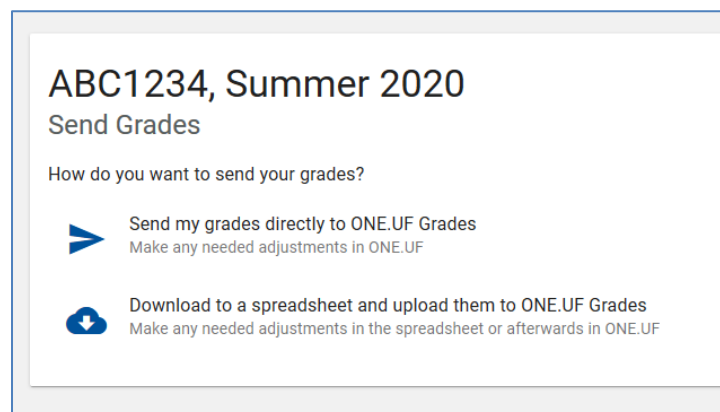 ABC1234, Summer 2020
Send Grades
How do you want to send your grades?
Send my grades directly to ONE.UF Grades
Make any needed adjustments in ONE.UF
Download to a spreadsheet and upload them to ONE.UF Grades
Make any needed adjustments in the spreadsheet or afterwards in ONE.UF